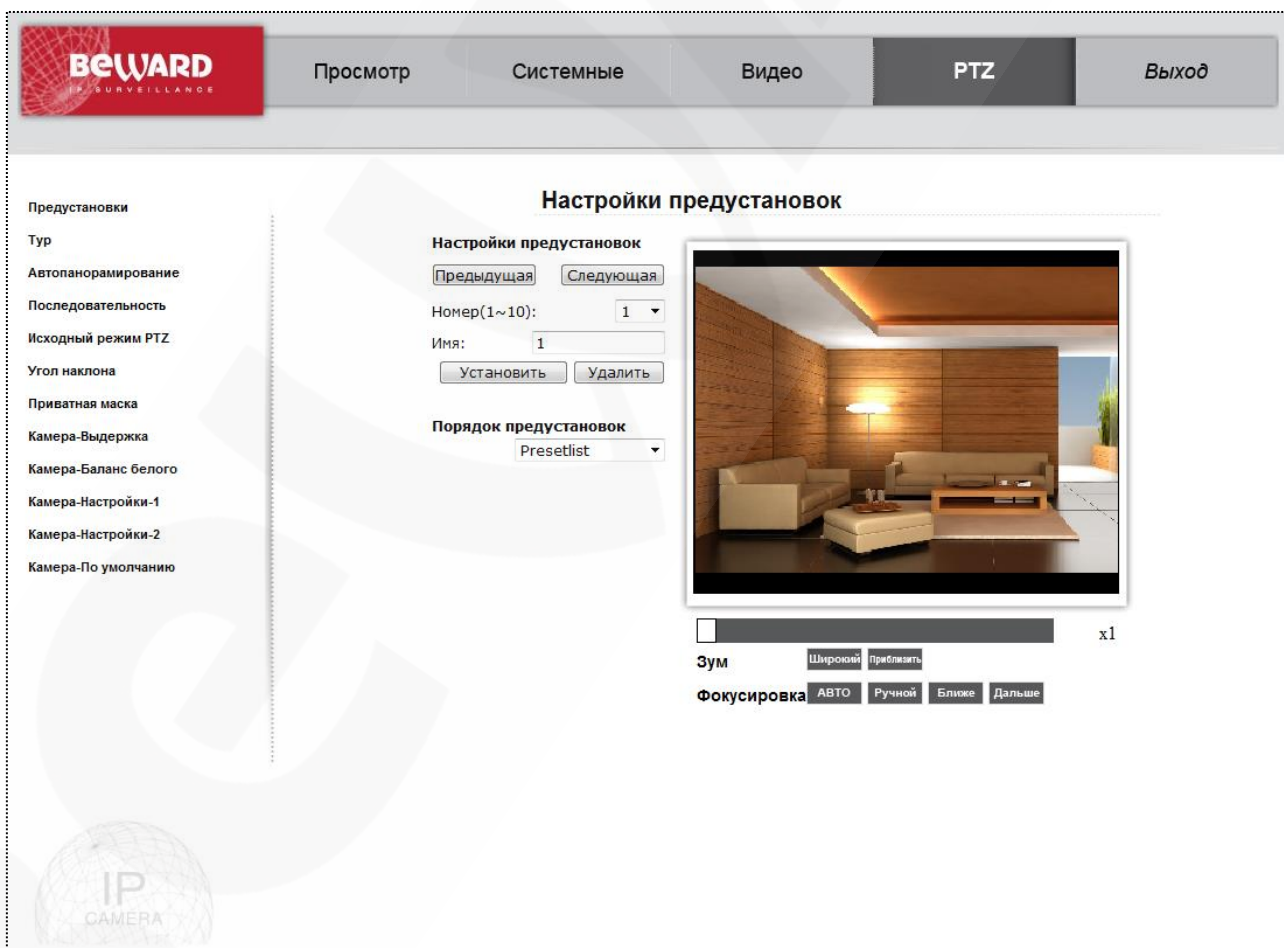 BEWARD
IP SURVEILLANCE
Просмотр
Системные
Видео
PTZ
Выход
Предустановки
Тур
Автопанорамирование
Последовательность
Исходный режим PTZ
Угол наклона
Приватная маска
Камера-Выдержка
Камера-Баланс белого
Камера-Настройки-1
Камера-Настройки-2
Камера-По умолчанию
Настройки предустановок
Настройки предустановок
Предыдущая Следующая
Номер(1~10): 1
Имя: 1
Установить Удалить
Порядок предустановок
Presetlist
x1
Зум Широкий Приблизить
Фокусировка АВТО Ручной Ближе Дальше
IP
CAMERA